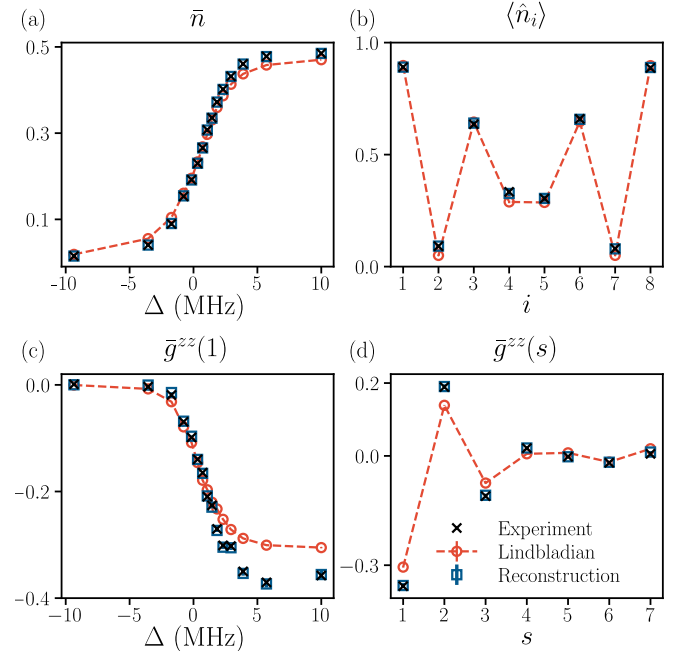 (a)
n̄
0.5
0.3
0.1
-10
-5
0
5
10
Δ (MHz)
(b)
⟨n̂ᵢ⟩
1.0
0.5
0.0
1 2 3 4 5 6 7 8
i
(c)
ḡᶻᶻ(1)
0.0
−0.2
−0.4
-10
-5
0
5
10
Δ (MHz)
(d)
ḡᶻᶻ(s)
0.2
0.0
−0.3
Experiment
Lindbladian
Reconstruction
1 2 3 4 5 6 7
s